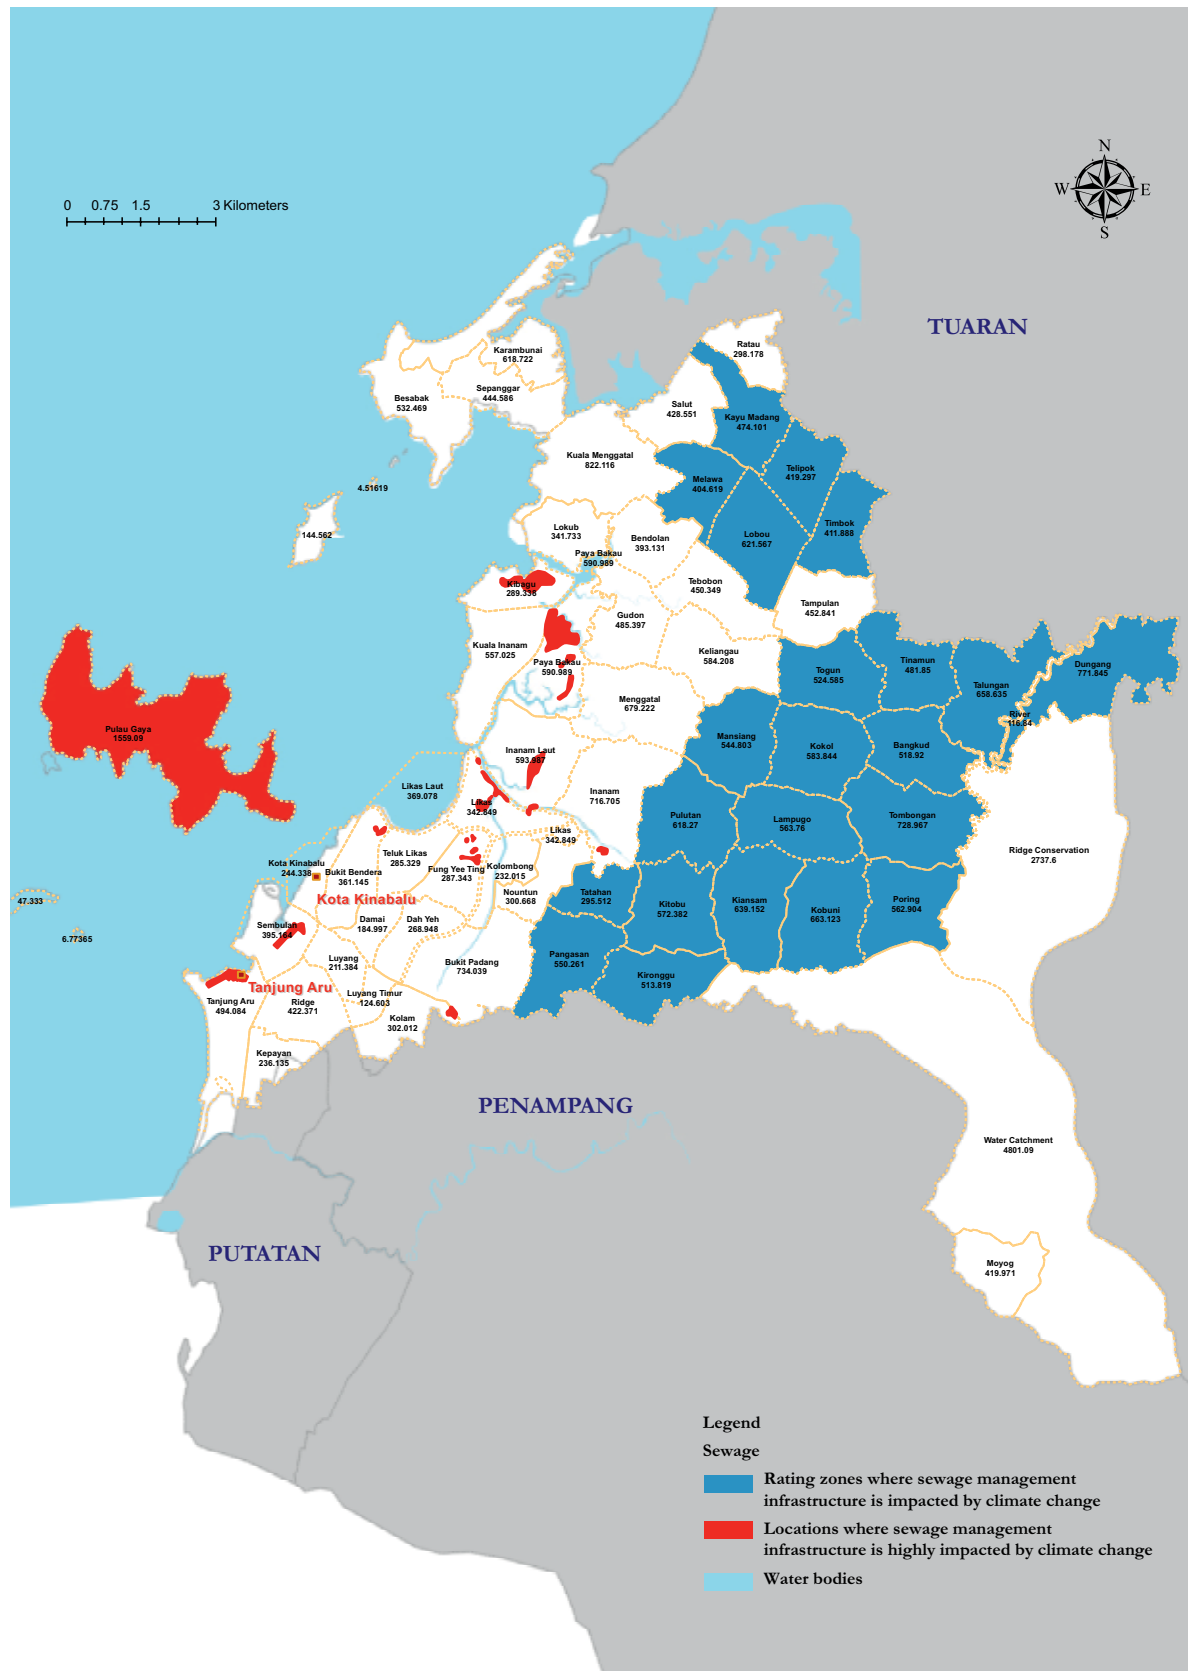 N
W E
S
0 0.75 1.5 3 Kilometers
TUARAN
Ratau
298.178
Karambunai
618.722
Sepanggar
444.586
Besabak
532.469
Salut
428.551
Kayu Madang
474.101
Kuala Menggatal
822.116
Telipok
419.297
Melawa
404.619
4.51619
144.562
Timbok
411.888
Lokub
341.733
Bendolan
393.131
Lobou
621.567
Paya Bakau
590.989
Kibagu
289.338
Tebobon
450.349
Tampulan
452.841
Gudon
485.397
Kuala Inanam
557.025
Paya Bakau
590.989
Keliangau
584.208
Togun
524.585
Tinamun
481.85
Dungang
771.845
Talungan
658.635
Menggatal
679.222
River
116.84
Pulau Gaya
1559.09
Mansiang
544.803
Kokol
583.844
Bangkud
518.92
Inanam Laut
593.987
Likas Laut
369.078
Inanam
716.705
Likas
342.849
Pulutan
618.27
Lampugo
563.76
Tombongan
728.967
Likas
342.849
Ridge Conservation
2737.6
Teluk Likas
285.329
Kota Kinabalu
244.338
Bukit Bendera
361.145
Fung Yee Ting
287.343
Kolombong
232.015
Nountun
300.668
Tatahan
295.512
Kitobu
572.382
Kiansam
639.152
Kobuni
663.123
Poring
562.904
47.333
Kota Kinabalu
Sembulan
395.164
Damai
184.997
Dah Yeh
268.948
6.77365
Luyang
211.384
Bukit Padang
734.039
Pangasan
550.261
Kironggu
513.819
Tanjung Aru
Tanjung Aru
494.084
Ridge
422.371
Luyang Timur
124.603
Kolam
302.012
Kepayan
236.135
PENAMPANG
Water Catchment
4801.09
PUTATAN
Moyog
419.971
Legend
Sewage
Rating zones where sewage management
infrastructure is impacted by climate change
Locations where sewage management
infrastructure is highly impacted by climate change
Water bodies